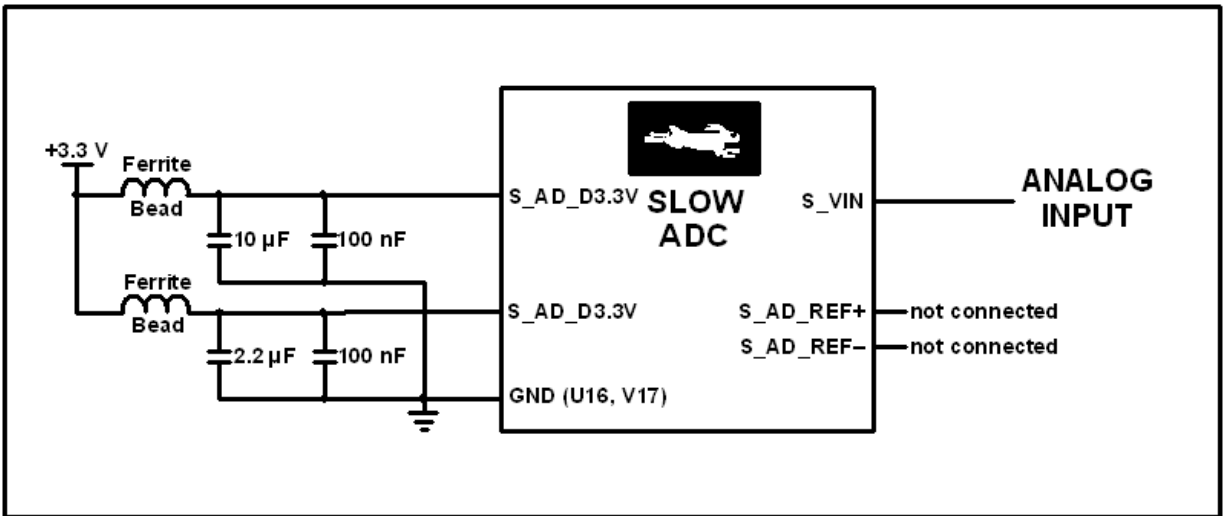 +3.3 V
Ferrite
Bead
10 µF
100 nF
Ferrite
Bead
2.2 µF
100 nF
S_AD_D3.3V
S_AD_D3.3V
GND (U16, V17)
SLOW
ADC
S_VIN
S_AD_REF+
S_AD_REF–
ANALOG
INPUT
not connected
not connected